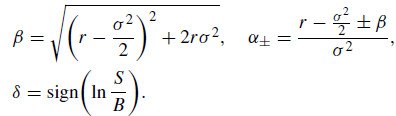 β = √((r − σ²/2)² + 2rσ²), α± = (r − σ²/2 ± β)/σ²,
δ = sign(ln S/B).